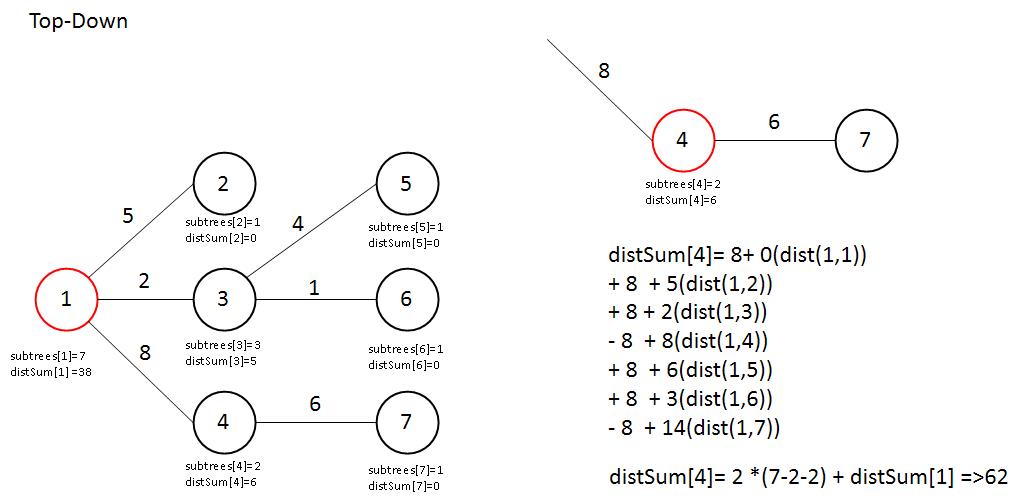 Top-Down
1
subtrees[1]=7
distSum[1] =38
5
2
8
2
subtrees[2]=1
distSum[2]=0
3
subtrees[3]=3
distSum[3]=5
4
subtrees[4]=2
distSum[4]=6
4
1
6
5
subtrees[5]=1
distSum[5]=0
6
subtrees[6]=1
distSum[6]=0
7
subtrees[7]=1
distSum[7]=0
8
4
6
7
subtrees[4]=2
distSum[4]=6
distSum[4]= 8+ 0(dist(1,1))
+ 8 + 5(dist(1,2))
+ 8 + 2(dist(1,3))
- 8 + 8(dist(1,4))
+ 8 + 6(dist(1,5))
+ 8 + 3(dist(1,6))
- 8 + 14(dist(1,7))
distSum[4]= 2 *(7-2-2) + distSum[1] =>62